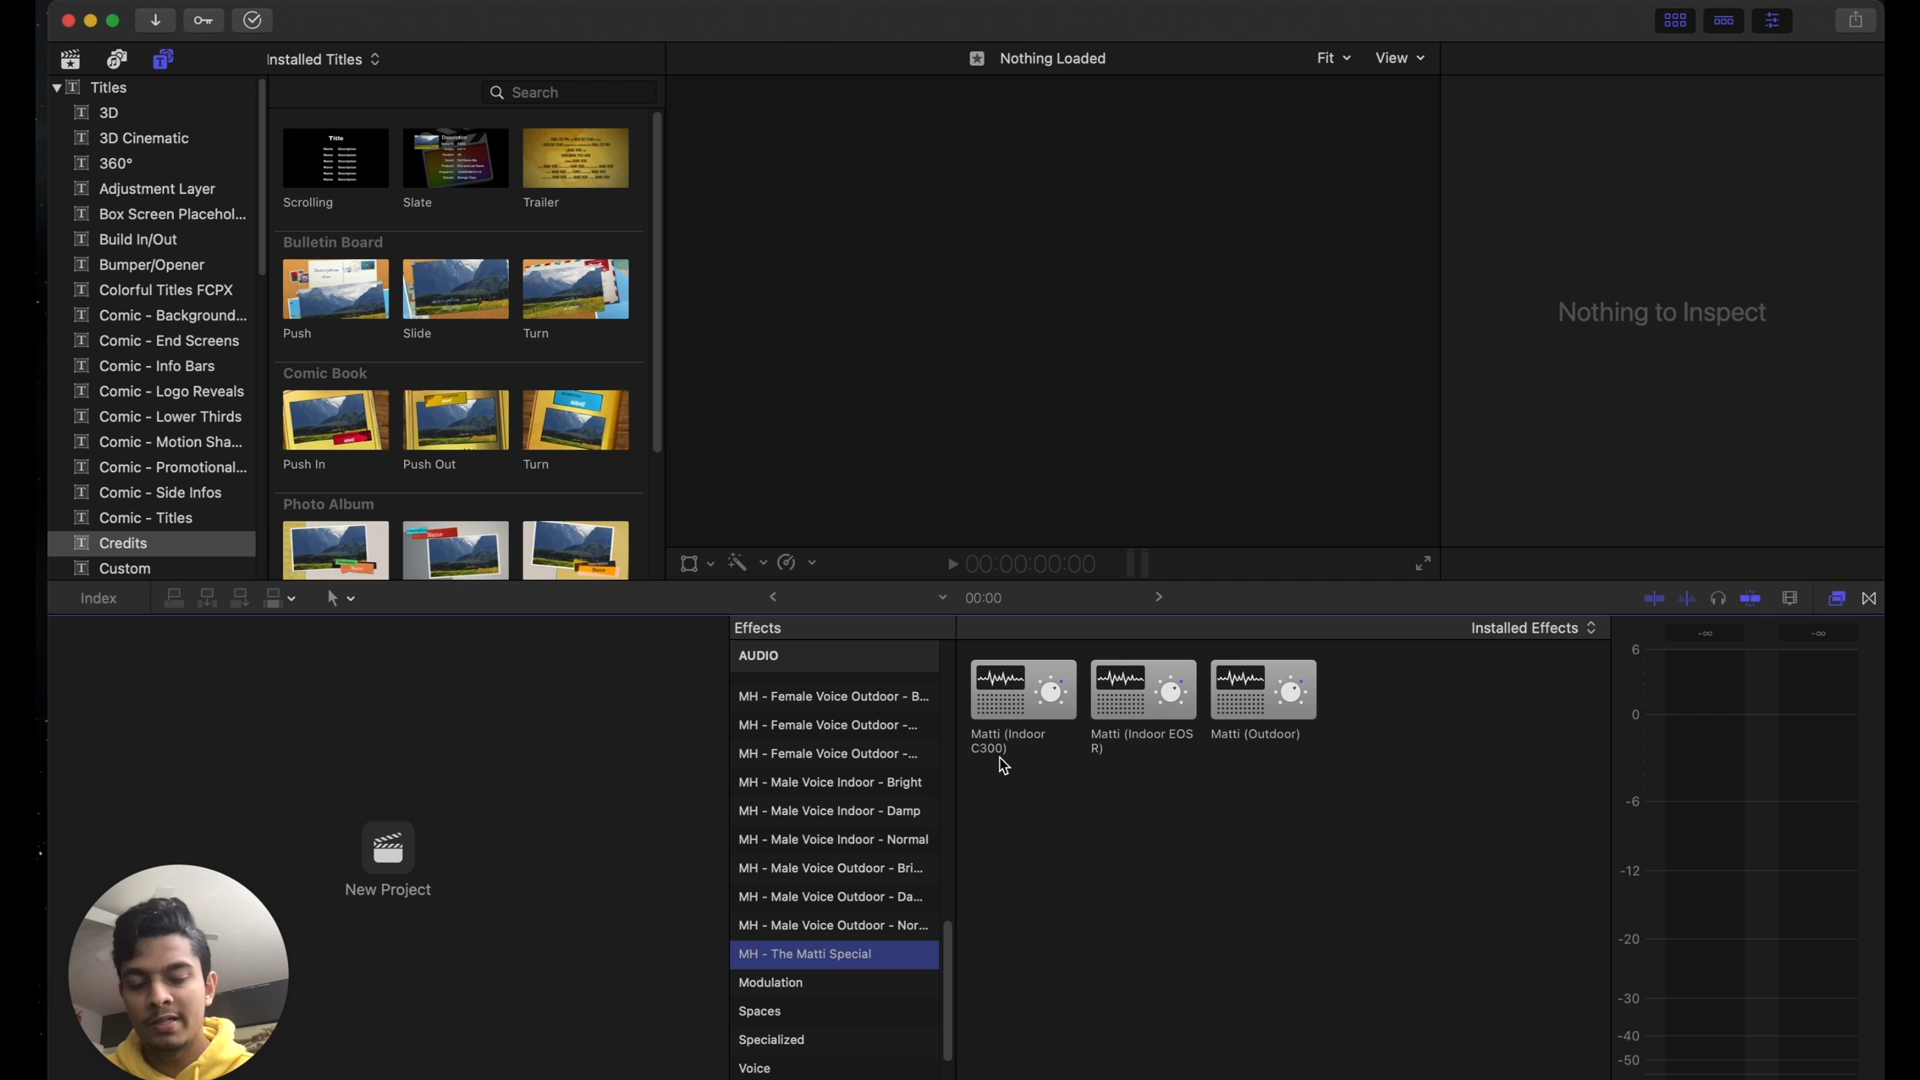 Installed Titles
Nothing Loaded
Fit
View
Titles
Search
3D
3D Cinematic
360°
Adjustment Layer
Box Screen Placehol...
Build In/Out
Bumper/Opener
Colorful Titles FCPX
Comic - Background...
Comic - End Screens
Comic - Info Bars
Comic - Logo Reveals
Comic - Lower Thirds
Comic - Motion Sha...
Comic - Promotional...
Comic - Side Infos
Comic - Titles
Credits
Custom
Title
Description
Scrolling
Slate
Trailer
Bulletin Board
Push
Slide
Turn
Comic Book
Push In
Push Out
Turn
Photo Album
Nothing to Inspect
00:00:00:00
Index
00:00
Effects
Installed Effects
AUDIO
MH - Female Voice Outdoor - B...
MH - Female Voice Outdoor -...
MH - Female Voice Outdoor -...
MH - Male Voice Indoor - Bright
MH - Male Voice Indoor - Damp
MH - Male Voice Indoor - Normal
MH - Male Voice Outdoor - Bri...
MH - Male Voice Outdoor - Da...
MH - Male Voice Outdoor - Nor...
MH - The Matti Special
Modulation
Spaces
Specialized
Voice
Matti (Indoor
C300)
Matti (Indoor EOS
R)
Matti (Outdoor)
New Project
-∞
-∞
6
0
-6
-12
-20
-30
-40
-50